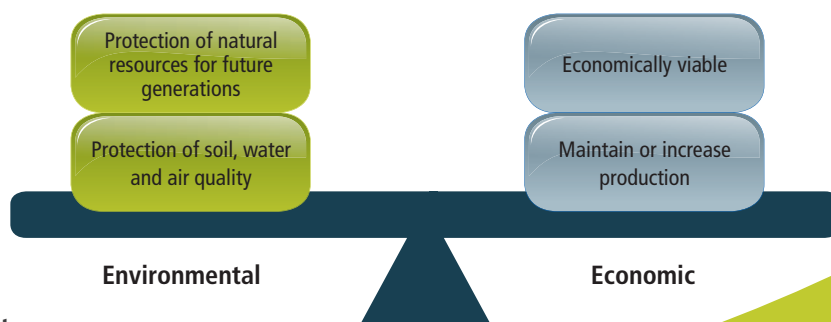 Protection of natural
resources for future
generations
Economically viable
Protection of soil, water
and air quality
Maintain or increase
production
Environmental
Economic